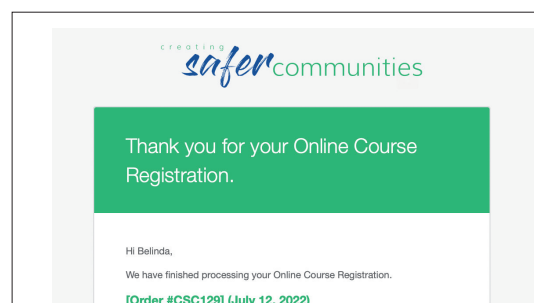 creating
safer communities
Thank you for your Online Course
Registration.
Hi Belinda,
We have finished processing your Online Course Registration.
[Order #CSC129] (July 12, 2022)